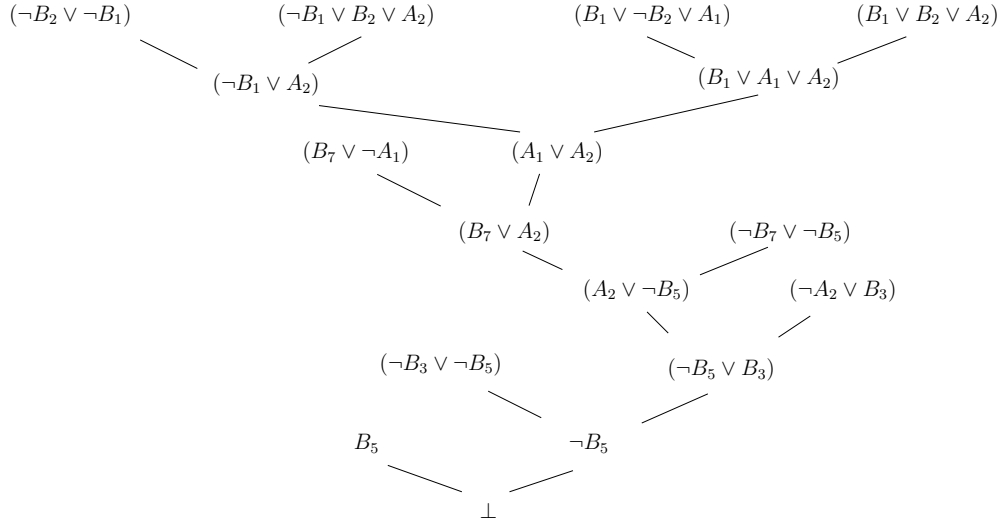 (¬B₂ ∨ ¬B₁) (¬B₁ ∨ B₂ ∨ A₂) (B₁ ∨ ¬B₂ ∨ A₁) (B₁ ∨ B₂ ∨ A₂)
(¬B₁ ∨ A₂) (B₁ ∨ A₁ ∨ A₂)
(B₇ ∨ ¬A₁) (A₁ ∨ A₂)
(B₇ ∨ A₂) (¬B₇ ∨ ¬B₅)
(A₂ ∨ ¬B₅) (¬A₂ ∨ B₃)
(¬B₃ ∨ ¬B₅) (¬B₅ ∨ B₃)
B₅ ¬B₅
⊥